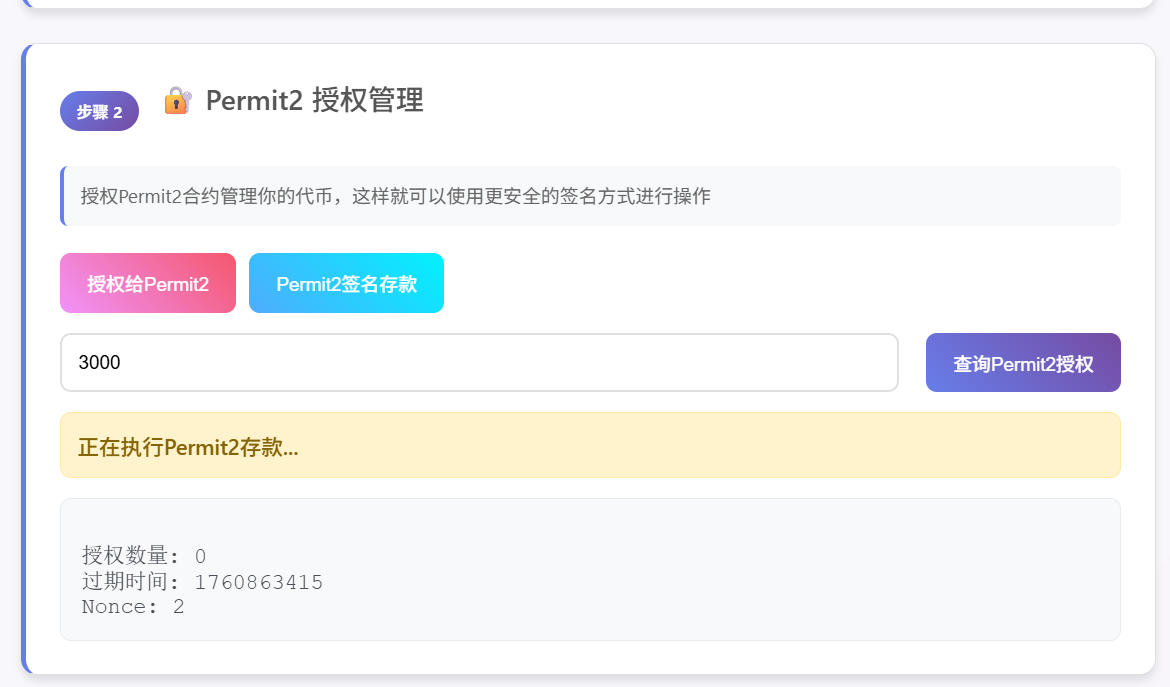 步骤 2
Permit2 授权管理
授权Permit2合约管理你的代币，这样就可以使用更安全的签名方式进行操作
授权给Permit2
Permit2签名存款
3000
查询Permit2授权
正在执行Permit2存款...
授权数量: 0
过期时间: 1760863415
Nonce: 2